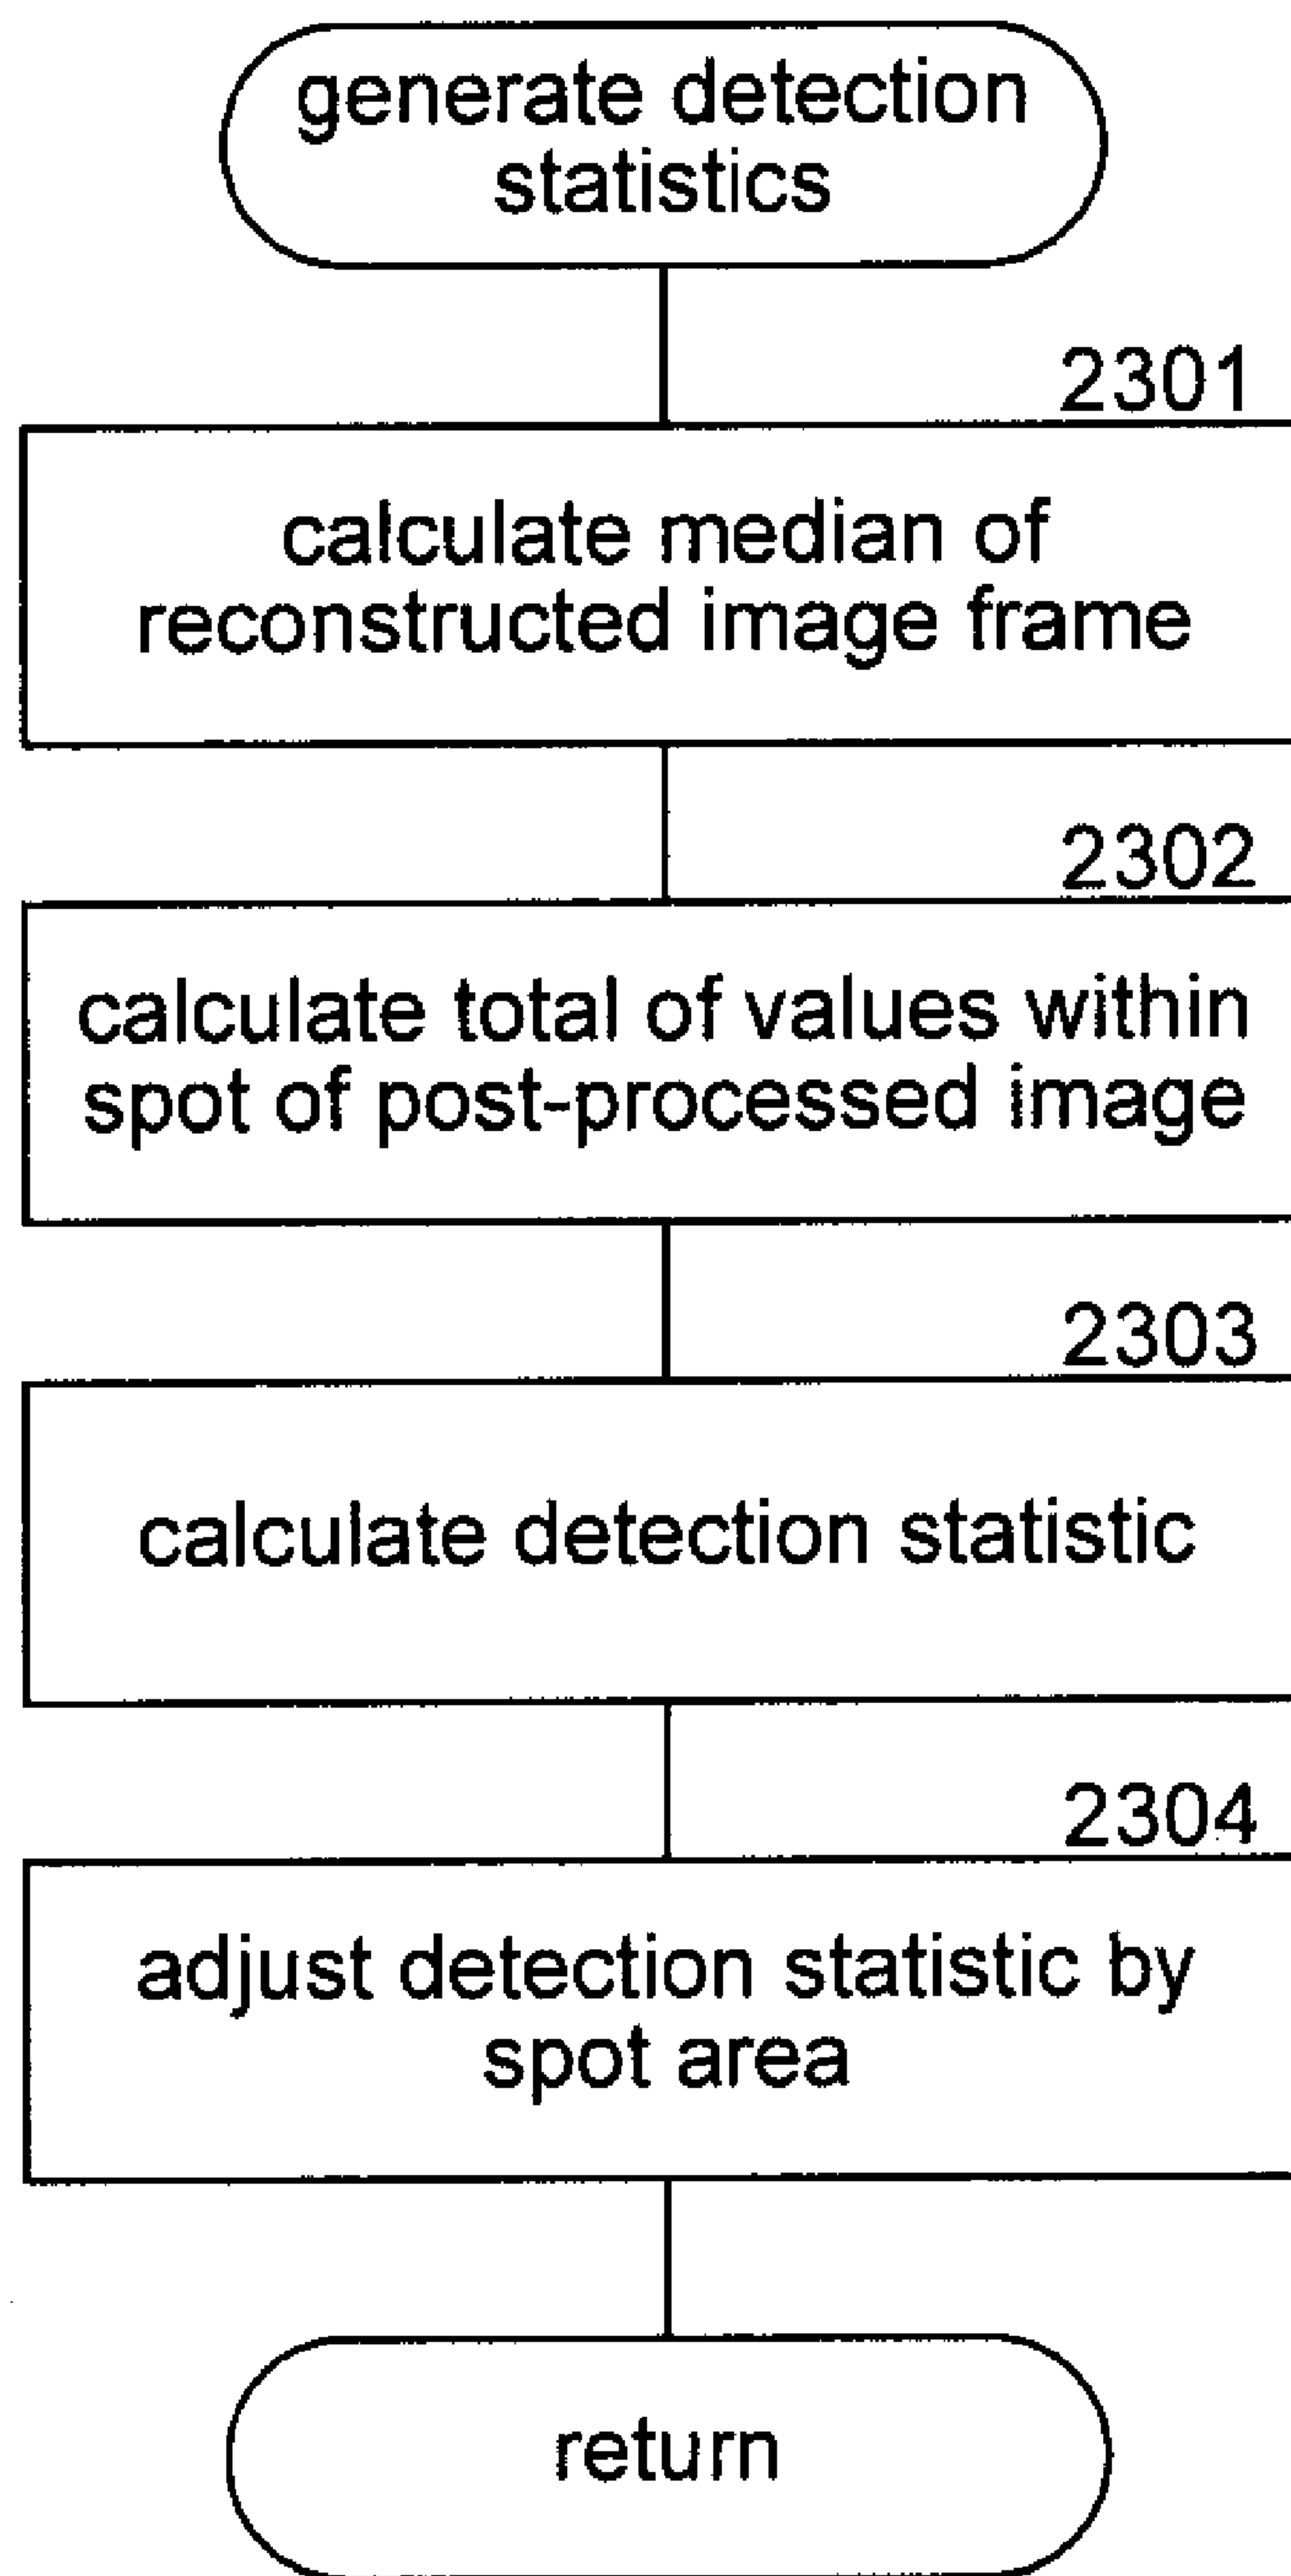 generate detection
statistics
2301
calculate median of
reconstructed image frame
2302
calculate total of values within
spot of post-processed image
2303
calculate detection statistic
2304
adjust detection statistic by
spot area
return